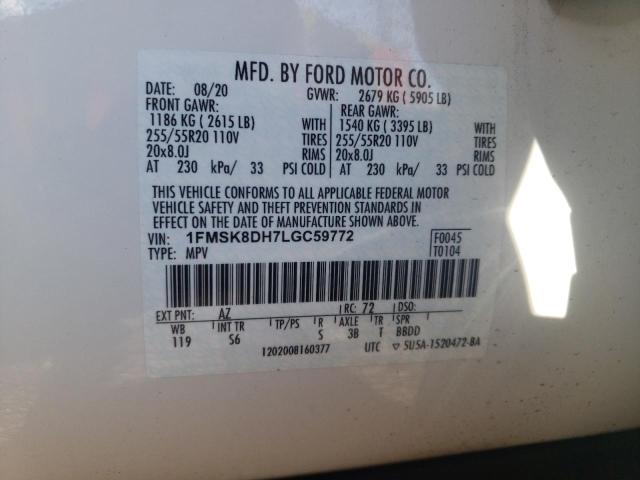 MFD. BY FORD MOTOR CO.
DATE: 08/20 GVWR: 2679 KG ( 5905 LB)
FRONT GAWR: REAR GAWR:
1186 KG ( 2615 LB) WITH 1540 KG ( 3395 LB) WITH
255/55R20 110V TIRES 255/55R20 110V TIRES
20x8.0J RIMS 20x8.0J RIMS
AT 230 kPa/ 33 PSI COLD AT 230 kPa/ 33 PSI COLD
THIS VEHICLE CONFORMS TO ALL APPLICABLE FEDERAL MOTOR
VEHICLE SAFETY AND THEFT PREVENTION STANDARDS IN
EFFECT ON THE DATE OF MANUFACTURE SHOWN ABOVE.
VIN: 1FMSK8DH7LGC59772 F0045
TYPE: MPV T0104
EXT PNT: AZ RC: 72 DSO:
WB INT TR TP/PS R AXLE TR SPR
119 S6 S 3B T BBDD
1202008160377 UTC ▽ 5U5A-1520472-BA